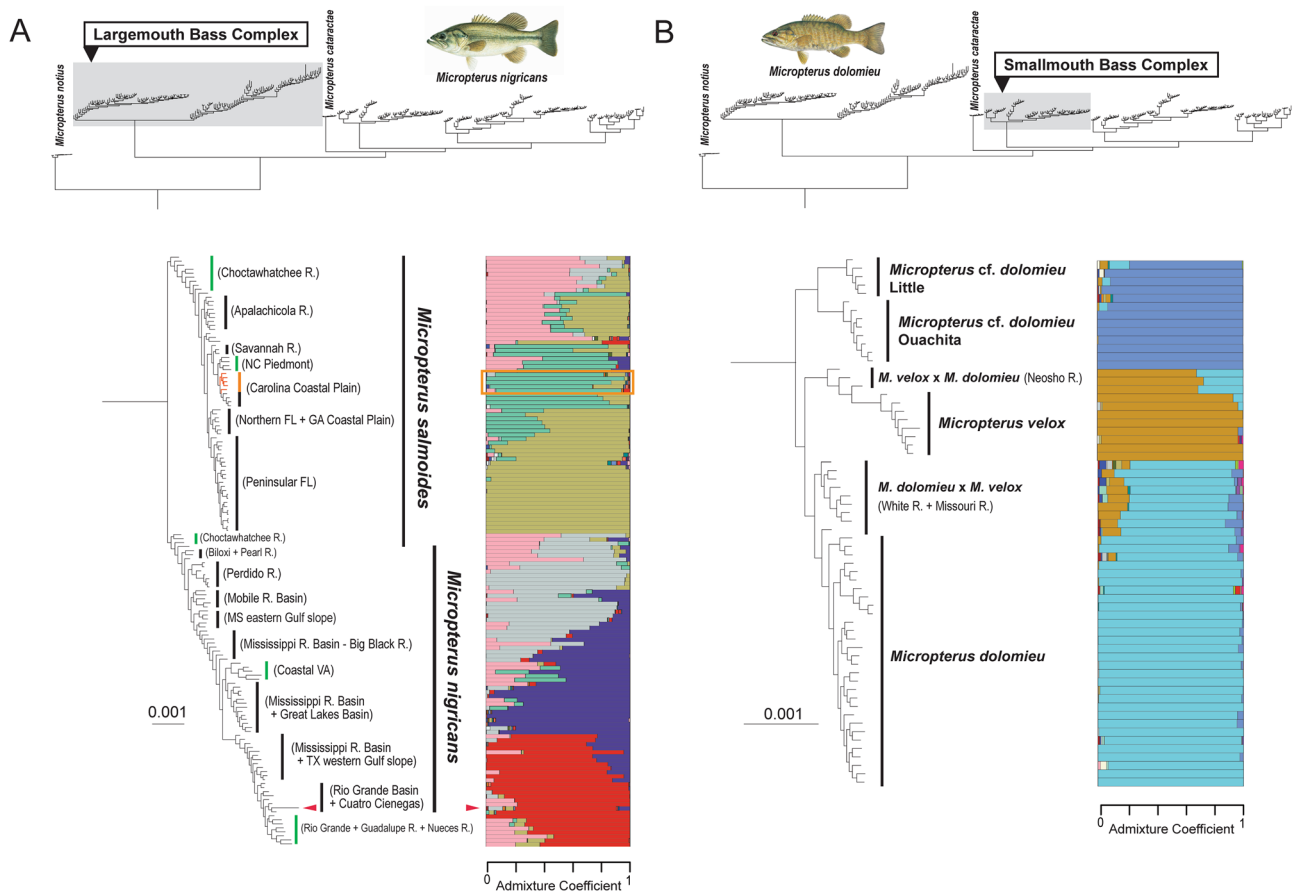 A
Largemouth Bass Complex
Micropterus notius
Micropterus cataractae
Micropterus nigricans
(Choctawhatchee R.)
(Apalachicola R.)
(Savannah R.)
(NC Piedmont)
(Carolina Coastal Plain)
(Northern FL + GA Coastal Plain)
(Peninsular FL)
Micropterus salmoides
(Choctawhatchee R.)
(Biloxi + Pearl R.)
(Perdido R.)
(Mobile R. Basin)
(MS eastern Gulf slope)
(Mississippi R. Basin - Big Black R.)
(Coastal VA)
(Mississippi R. Basin
+ Great Lakes Basin)
0.001
(Mississippi R. Basin
+ TX western Gulf slope)
(Rio Grande Basin
+ Cuatro Cienegas)
(Rio Grande + Guadalupe R. + Nueces R.)
Micropterus nigricans
0 1
Admixture Coefficient
B
Micropterus notius
Micropterus dolomieu
Micropterus cataractae
Smallmouth Bass Complex
Micropterus cf. dolomieu
Little
Micropterus cf. dolomieu
Ouachita
M. velox x M. dolomieu (Neosho R.)
Micropterus velox
M. dolomieu x M. velox
(White R. + Missouri R.)
Micropterus dolomieu
0.001
0 1
Admixture Coefficient